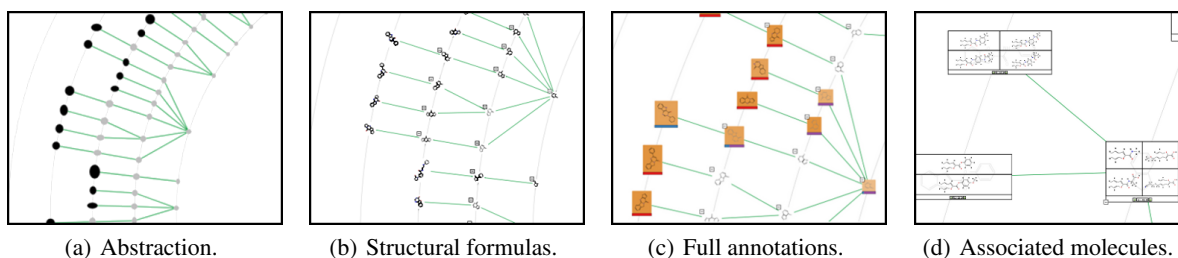 (a) Abstraction.
(b) Structural formulas.
(c) Full annotations.
(d) Associated molecules.